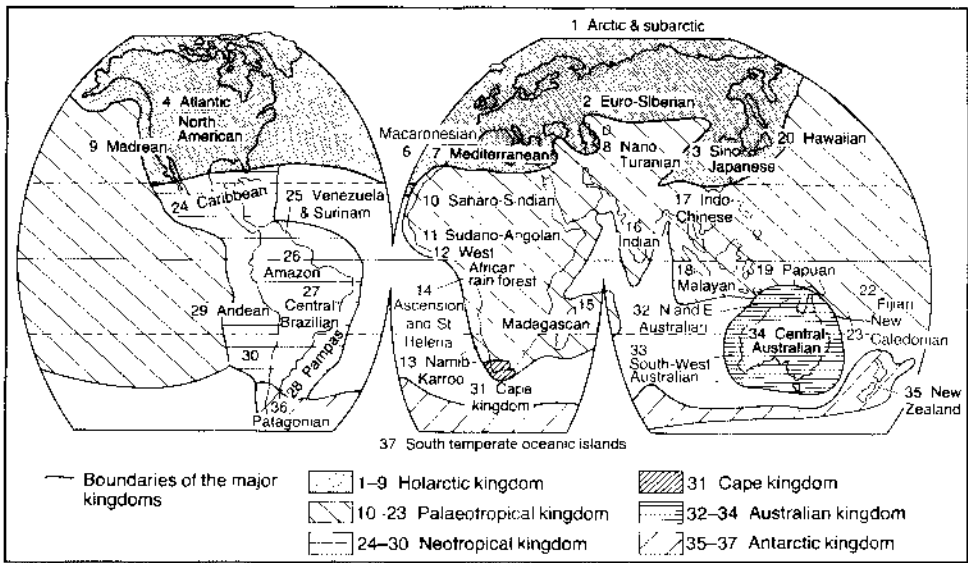 1 Arctic & subarctic
4 Atlantic
North
American
9 Madrean
24 Caribbean
25 Venezuela
& Surinam
26
Amazon
27
Central
Brazilian
29 Andean
30
28 Pampas
36
Patagonian
2 Euro-Siberian
Macaronesian
6
7 Mediterranean
8 Nano
Turanian
3 Sino
Japanese
20 Hawaiian
10 Saharo-Sindian
17 Indo-
Chinese
11 Sudano-Angolan
16
Indian
12 West
African
rain forest
18
Malayan
19 Papuan
14
Ascension
and St
Helena
15
Madagascan
32 N and E
Australian
22
Fijian
New
23
Caledonian
34 Central
Australian
33
South-West
Australian
13 Namib-
Karroo
31 Cape
kingdom
35 New
Zealand
37 South temperate oceanic islands
Boundaries of the major
kingdoms
1-9 Holarctic kingdom
10-23 Palaeotropical kingdom
24-30 Neotropical kingdom
31 Cape kingdom
32-34 Australian kingdom
35-37 Antarctic kingdom